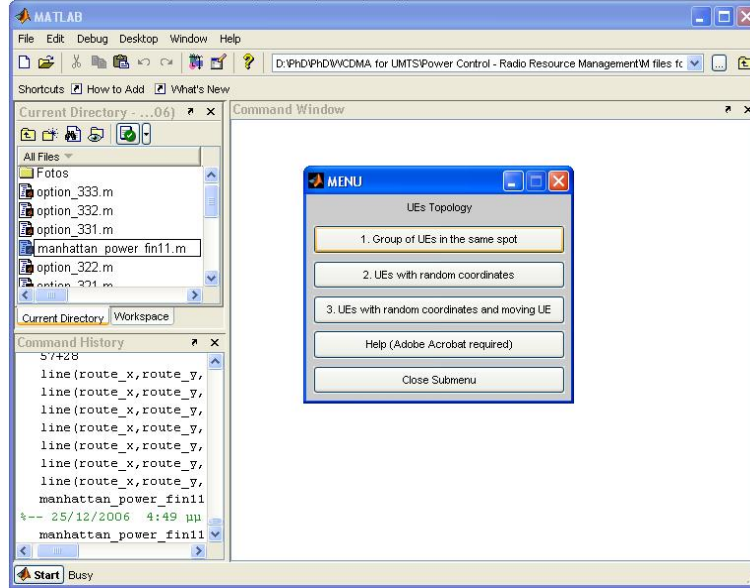 MATLAB
File Edit Debug Desktop Window Help
D:\PhD\PhD\WCDMA for UMTS\Power Control - Radio Resource Management\M files fc
Shortcuts How to Add What's New
Current Directory - ...06)
All Files
Fotos
option_333.m
option_332.m
option_331.m
manhattan_power_fin11.m
option_322.m
option_321.m
Current Directory Workspace
Command History
57+28
line(route_x,route_y,
line(route_x,route_y,
line(route_x,route_y,
line(route_x,route_y,
line(route_x,route_y,
line(route_x,route_y,
line(route_x,route_y,
manhattan_power_fin11
%-- 25/12/2006 4:49 μμ
manhattan_power_fin11
Command Window
MENU
UEs Topology
1. Group of UEs in the same spot
2. UEs with random coordinates
3. UEs with random coordinates and moving UE
Help (Adobe Acrobat required)
Close Submenu
Start Busy